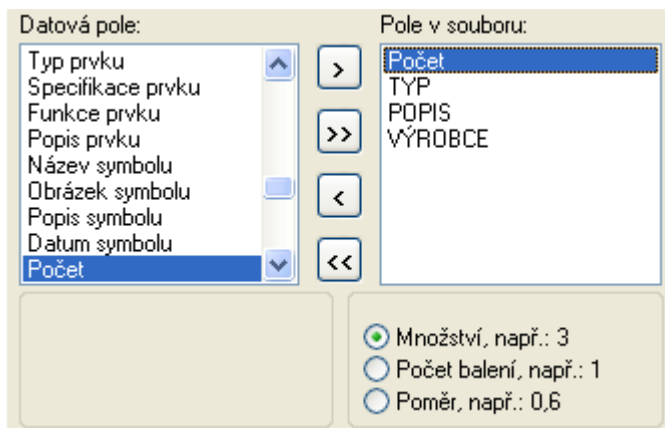 Datová pole:
Typ prvku
Specifikace prvku
Funkce prvku
Popis prvku
Název symbolu
Obrázek symbolu
Popis symbolu
Datum symbolu
Počet
>
>>
<
<<
Pole v souboru:
Počet
TYP
POPIS
VÝROBCE
Množství, např.: 3
Počet balení, např.: 1
Poměr, např.: 0,6